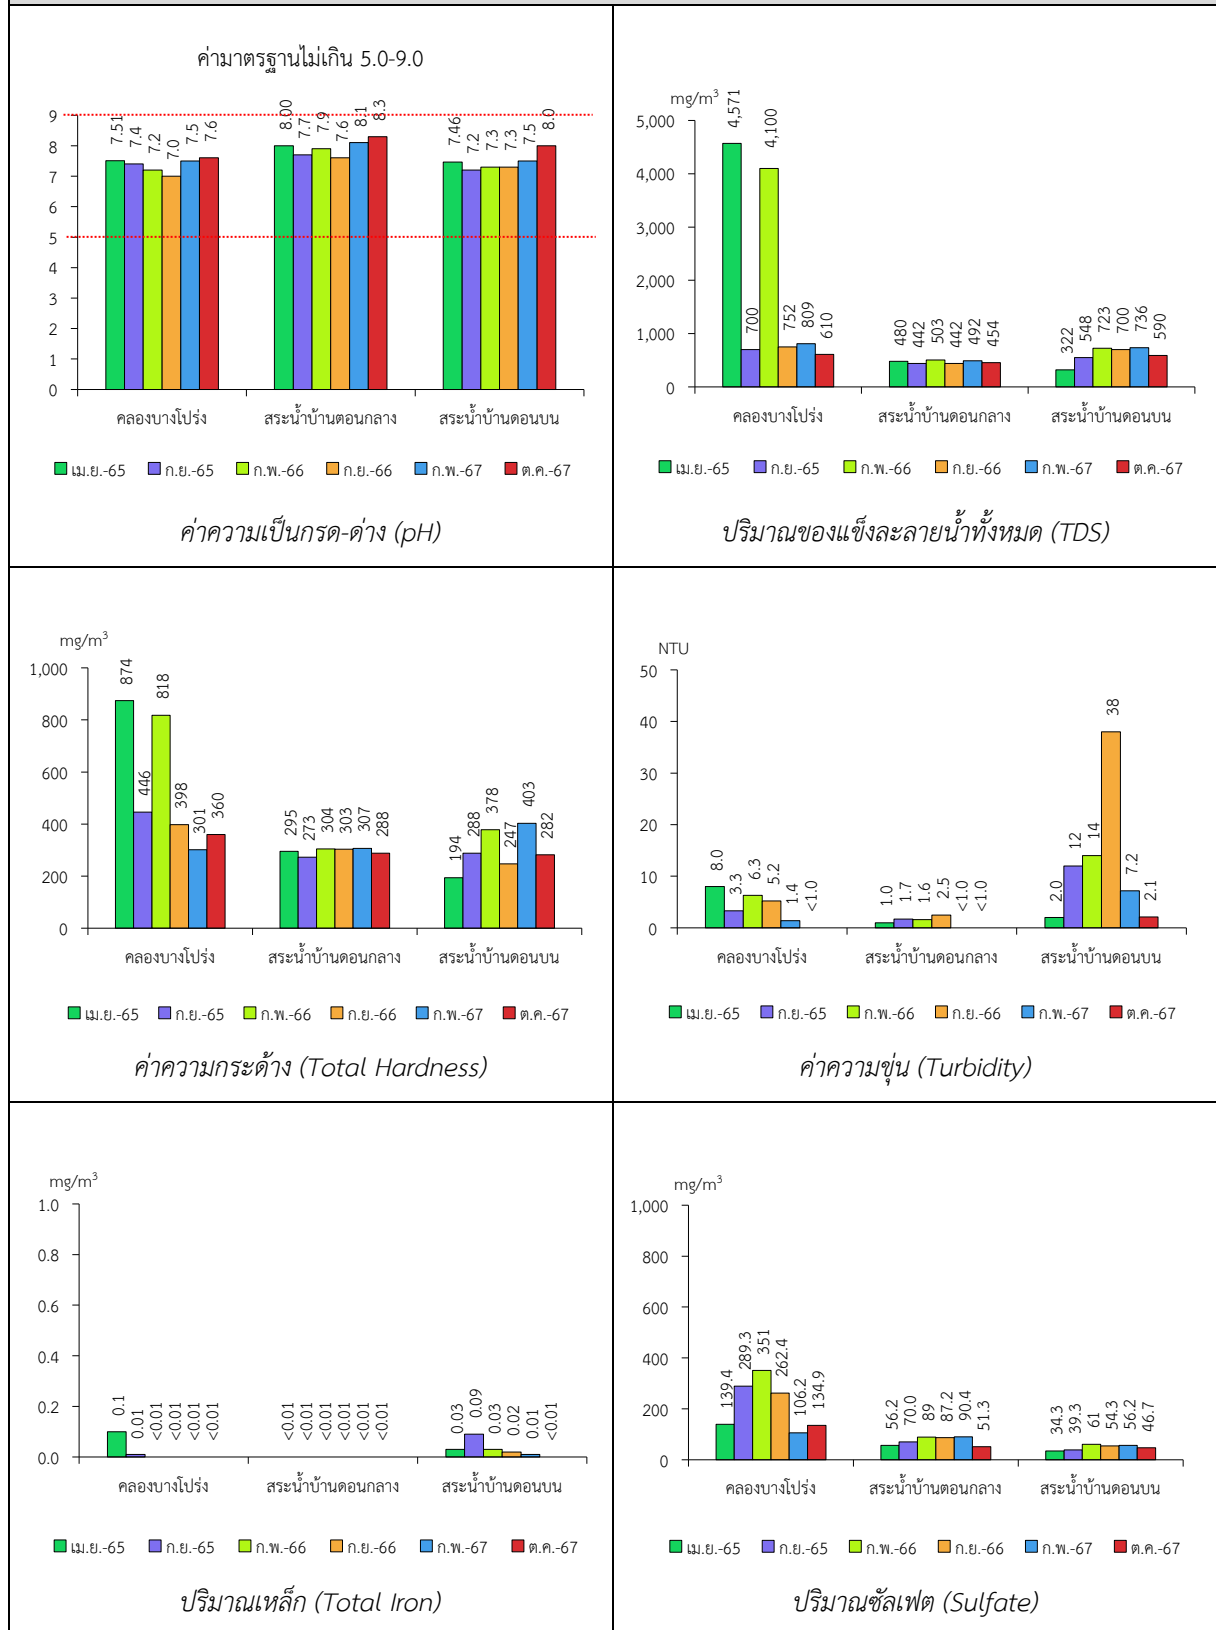 ค่ามาตรฐานไม่เกิน 5.0-9.0
9
8
7
6
5
4
3
2
1
0
7.51 7.4 7.2 7.0 7.5 7.6
8.00 7.7 7.9 7.6 8.1 8.3
7.46 7.2 7.3 7.3 7.5 8.0
คลองบางโปร่ง สระน้ำบ้านตอนกลาง สระน้ำบ้านดอนบน
เม.ย.-65 ก.ย.-65 ก.พ.-66 ก.ย.-66 ก.พ.-67 ต.ค.-67
ค่าความเป็นกรด-ด่าง (pH)
mg/m³
5,000
4,000
3,000
2,000
1,000
0
4,571 700 4,100 752 809 610
480 442 503 442 492 454
322 548 723 700 736 590
คลองบางโปร่ง สระน้ำบ้านดอนกลาง สระน้ำบ้านดอนบน
เม.ย.-65 ก.ย.-65 ก.พ.-66 ก.ย.-66 ก.พ.-67 ต.ค.-67
ปริมาณของแข็งละลายน้ำทั้งหมด (TDS)
mg/m³
1,000
800
600
400
200
0
874 446 818 398 301 360
295 273 304 303 307 288
194 288 378 247 403 282
คลองบางโปร่ง สระน้ำบ้านดอนกลาง สระน้ำบ้านดอนบน
เม.ย.-65 ก.ย.-65 ก.พ.-66 ก.ย.-66 ก.พ.-67 ต.ค.-67
ค่าความกระด้าง (Total Hardness)
NTU
50
40
30
20
10
0
8.0 3.3 6.3 5.2 1.4 <1.0
1.0 1.7 1.6 2.5 <1.0 <1.0
2.0 12 14 38 7.2 2.1
คลองบางโปร่ง สระน้ำบ้านดอนกลาง สระน้ำบ้านดอนบน
เม.ย.-65 ก.ย.-65 ก.พ.-66 ก.ย.-66 ก.พ.-67 ต.ค.-67
ค่าความขุ่น (Turbidity)
mg/m³
1.0
0.8
0.6
0.4
0.2
0.0
0.1 0.01 <0.01 <0.01 <0.01 <0.01
<0.01 <0.01 <0.01 <0.01 <0.01 <0.01
0.03 0.09 0.03 0.02 0.01 <0.01
คลองบางโปร่ง สระน้ำบ้านดอนกลาง สระน้ำบ้านดอนบน
เม.ย.-65 ก.ย.-65 ก.พ.-66 ก.ย.-66 ก.พ.-67 ต.ค.-67
ปริมาณเหล็ก (Total Iron)
mg/m³
1,000
800
600
400
200
0
139.4 289.3 351 262.4 106.2 134.9
56.2 70.0 89 87.2 90.4 51.3
34.3 39.3 61 54.3 56.2 46.7
คลองบางโปร่ง สระน้ำบ้านตอนกลาง สระน้ำบ้านดอนบน
เม.ย.-65 ก.ย.-65 ก.พ.-66 ก.ย.-66 ก.พ.-67 ต.ค.-67
ปริมาณซัลเฟต (Sulfate)